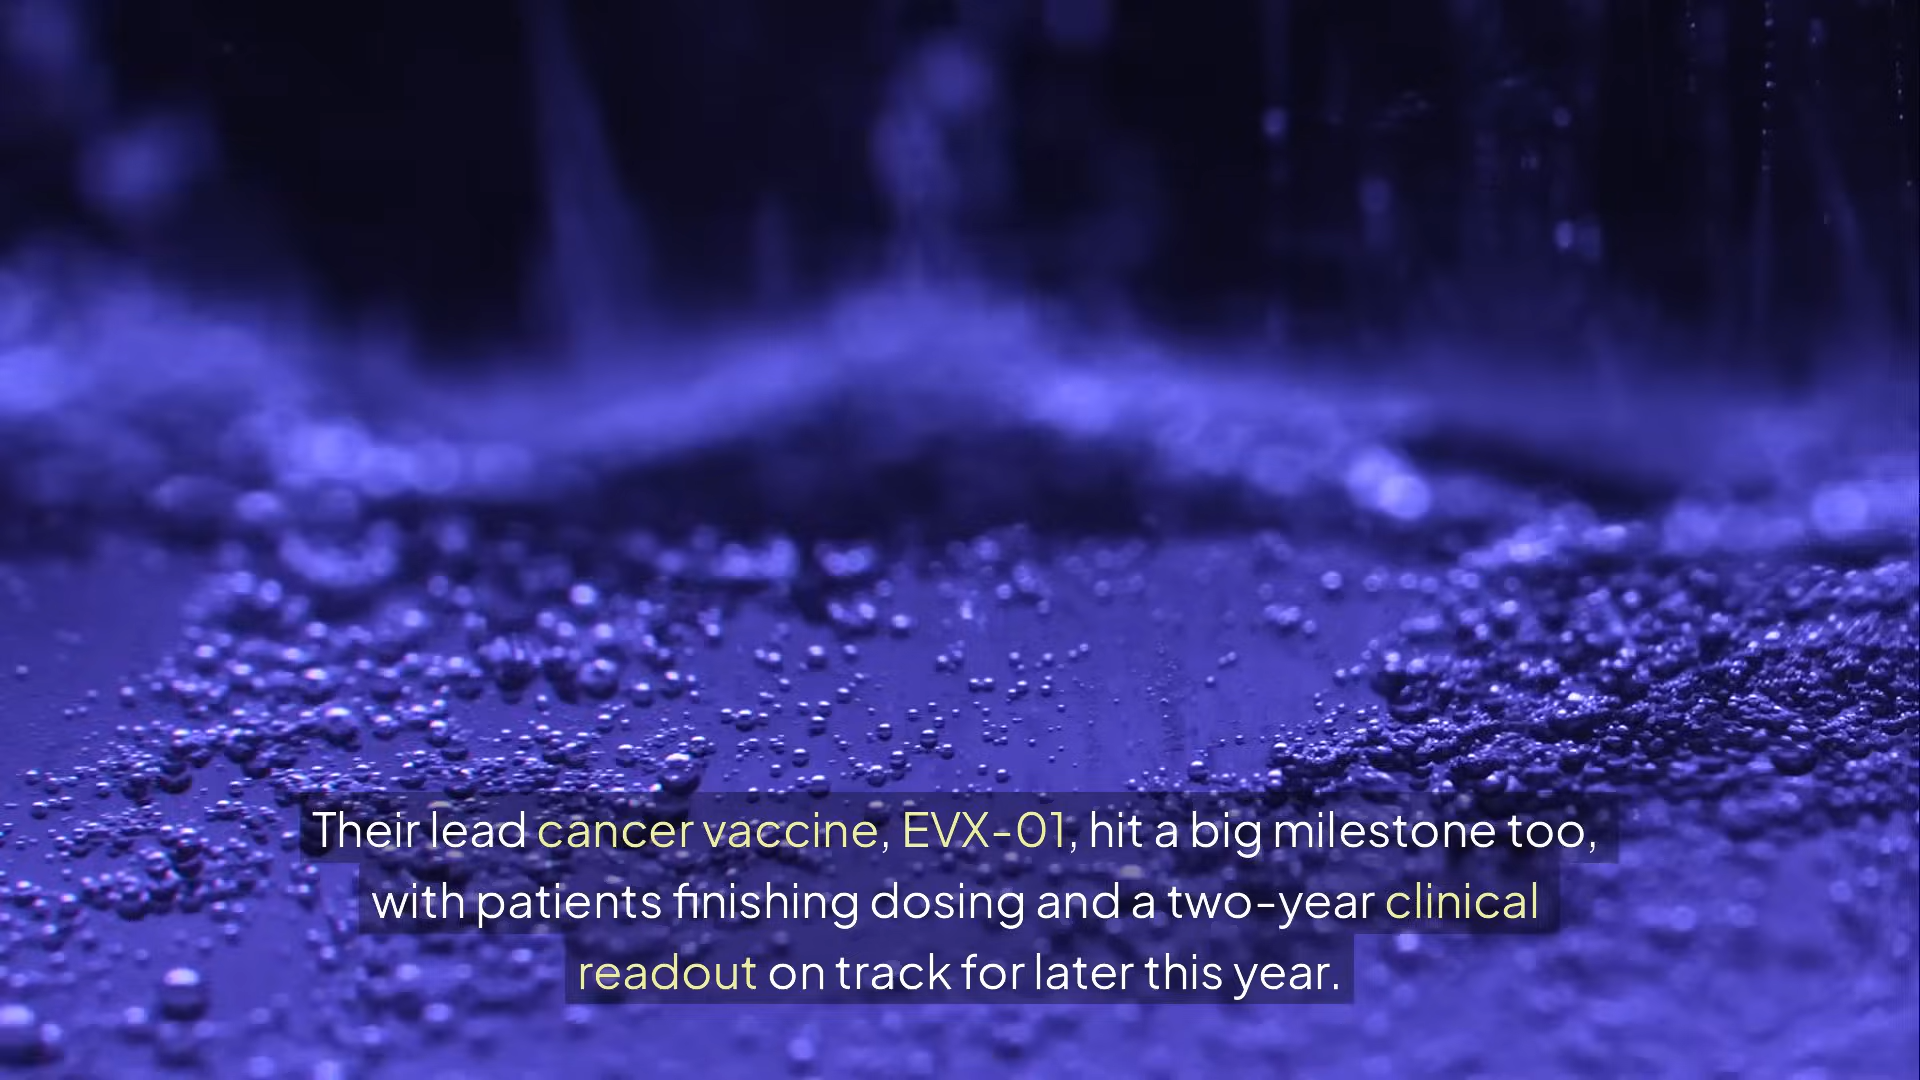 Their lead cancer vaccine, EVX-01, hit a big milestone too,
with patients finishing dosing and a two-year clinical
readout on track for later this year.